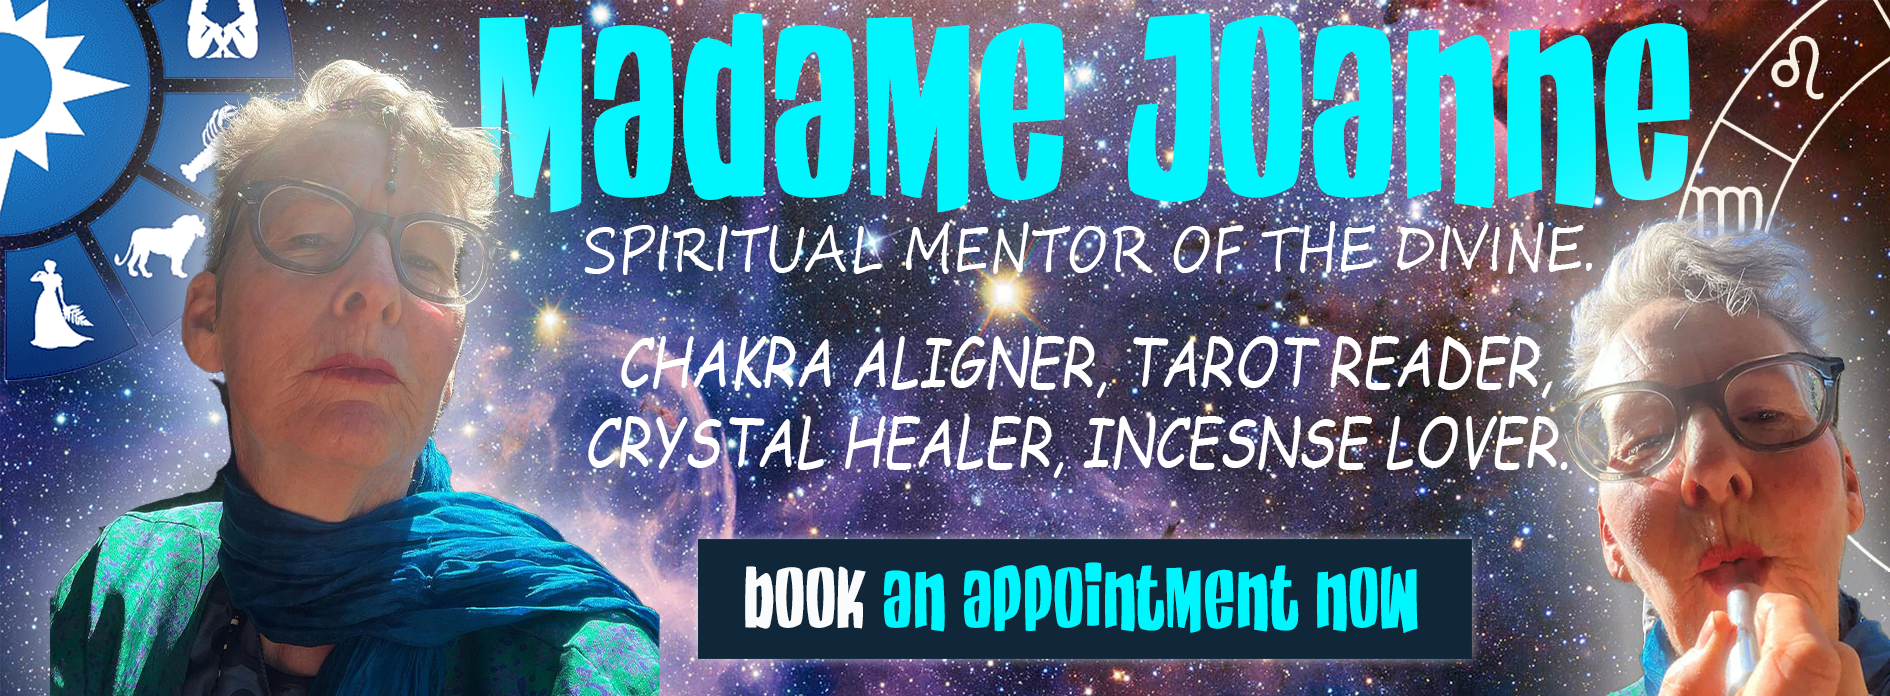 Madame Joanne
SPIRITUAL MENTOR OF THE DIVINE.
CHAKRA ALIGNER, TAROT READER,
CRYSTAL HEALER, INCESNSE LOVER.
BOOK an appointment now